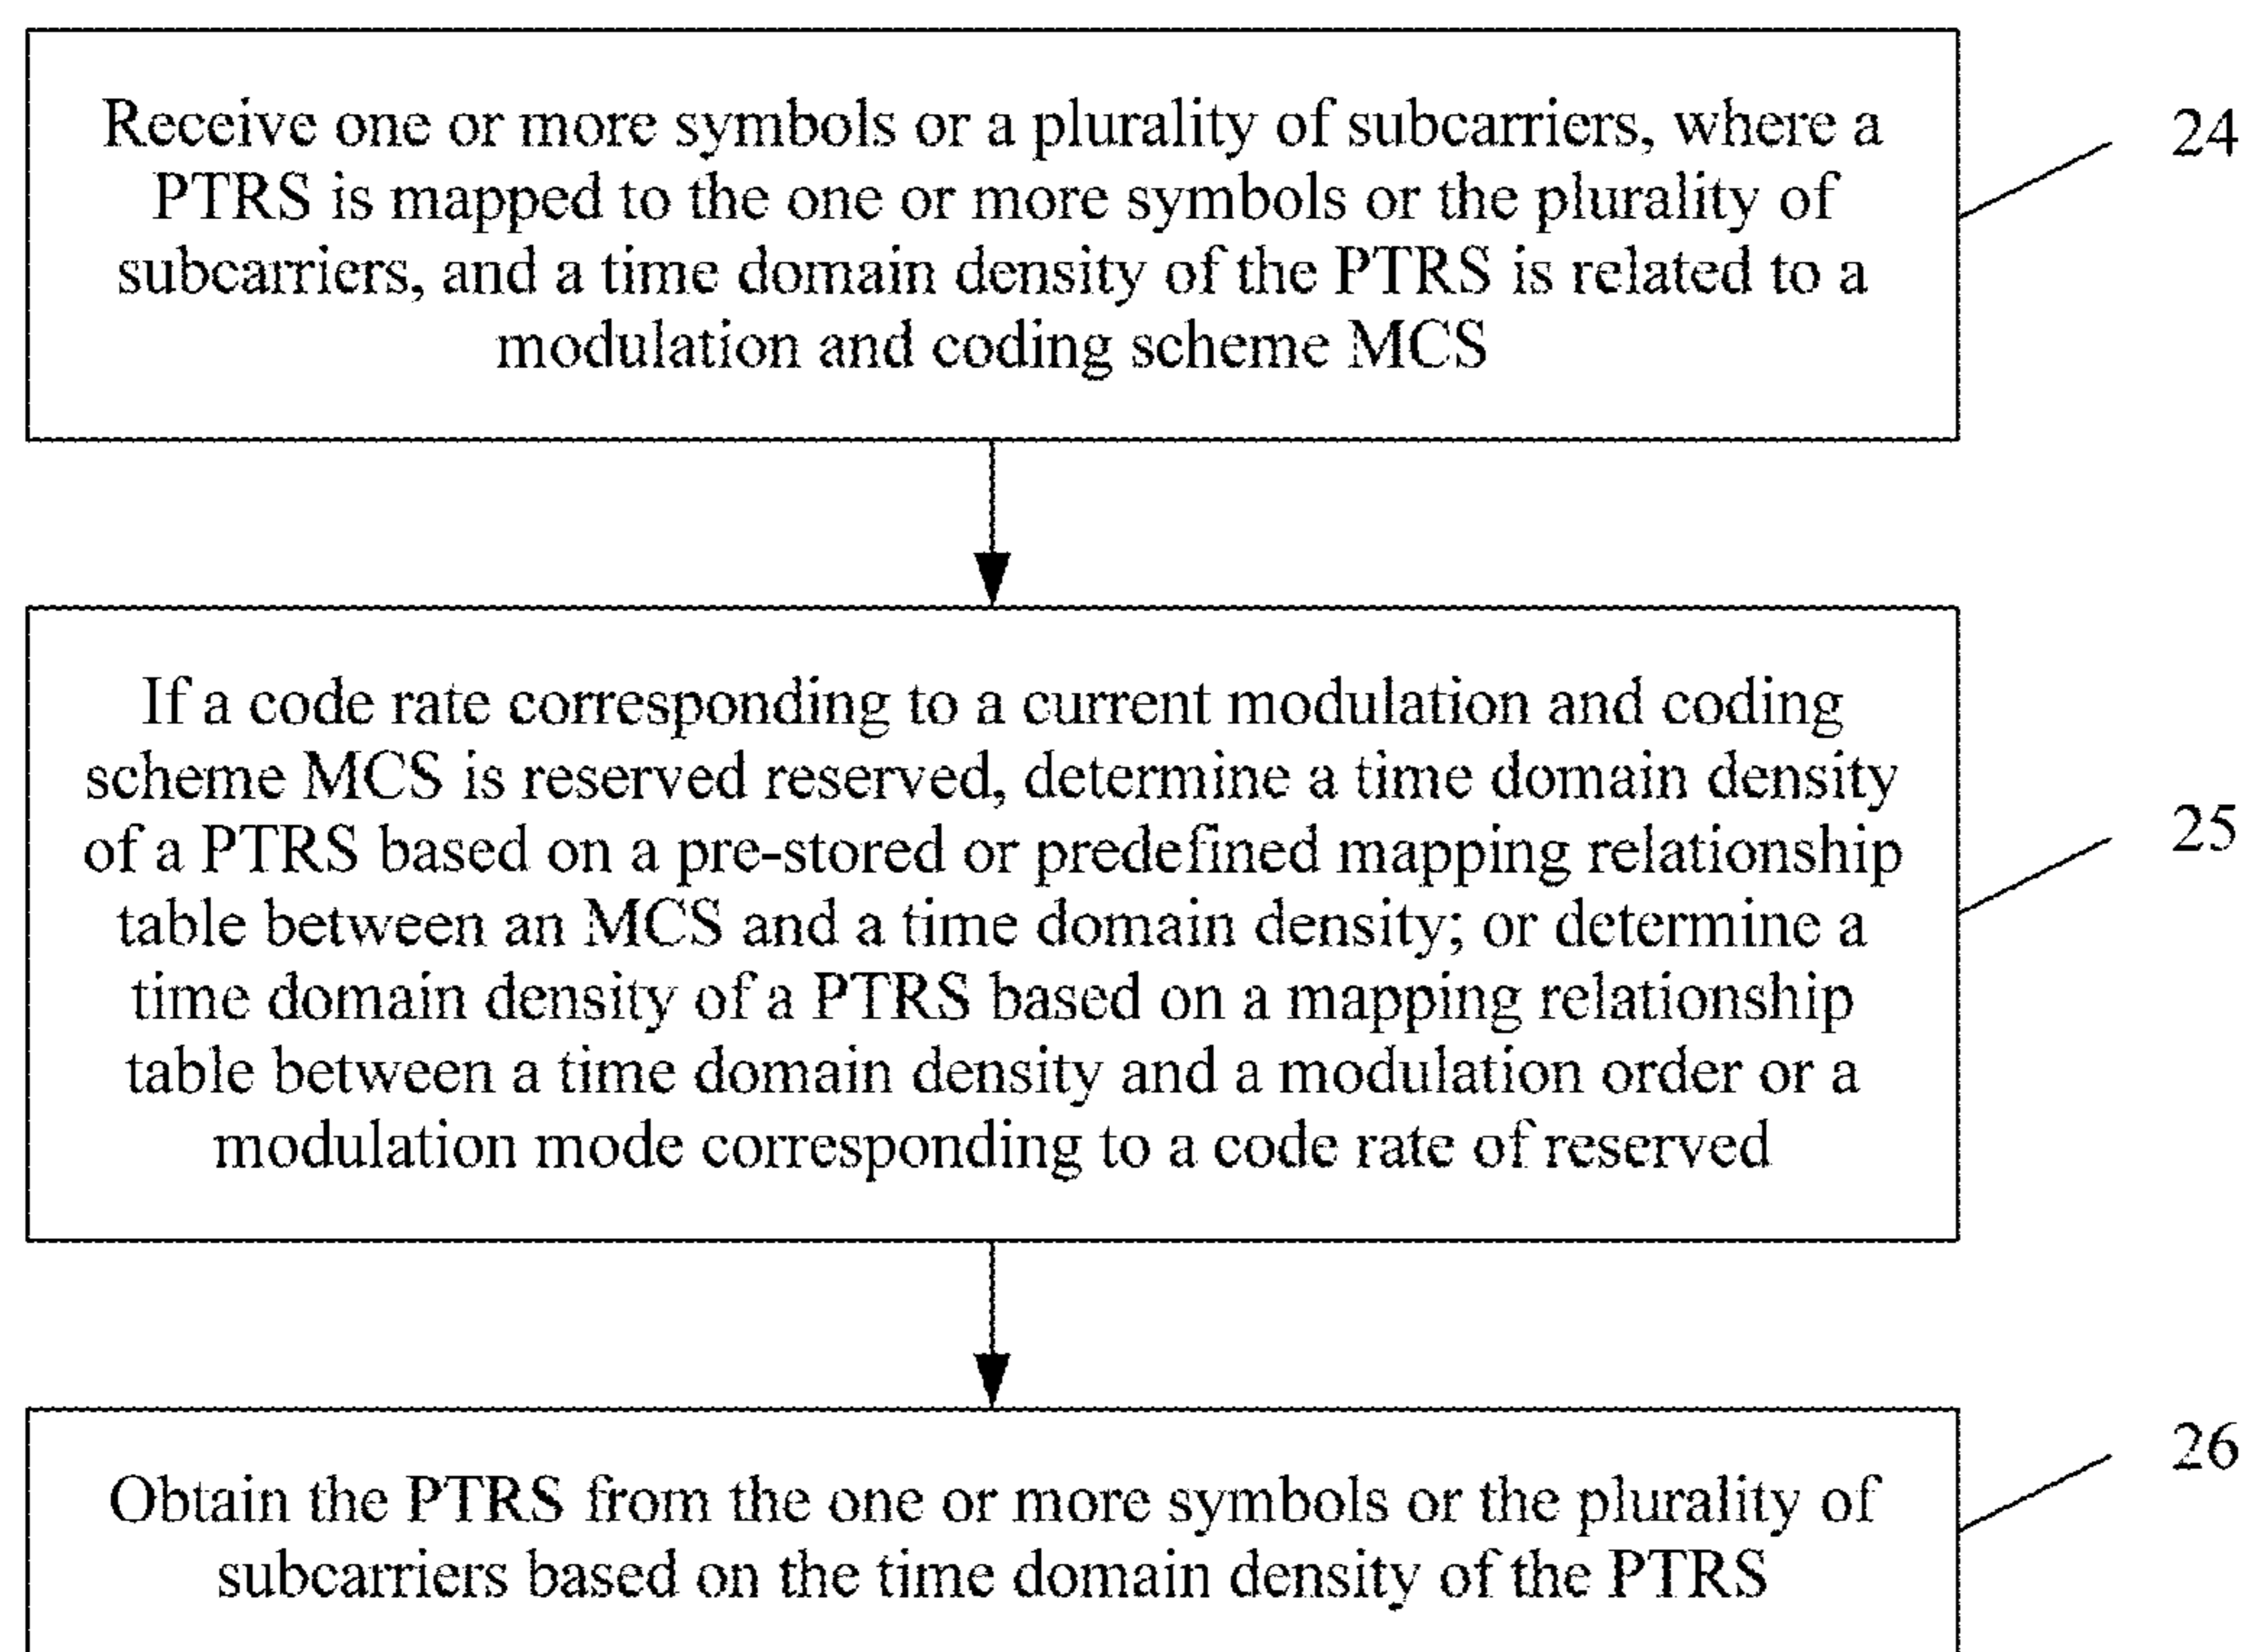 Receive one or more symbols or a plurality of subcarriers, where a
PTRS is mapped to the one or more symbols or the plurality of
subcarriers, and a time domain density of the PTRS is related to a
modulation and coding scheme MCS
24
If a code rate corresponding to a current modulation and coding
scheme MCS is reserved reserved, determine a time domain density
of a PTRS based on a pre-stored or predefined mapping relationship
table between an MCS and a time domain density; or determine a
time domain density of a PTRS based on a mapping relationship
table between a time domain density and a modulation order or a
modulation mode corresponding to a code rate of reserved
25
Obtain the PTRS from the one or more symbols or the plurality of
subcarriers based on the time domain density of the PTRS
26